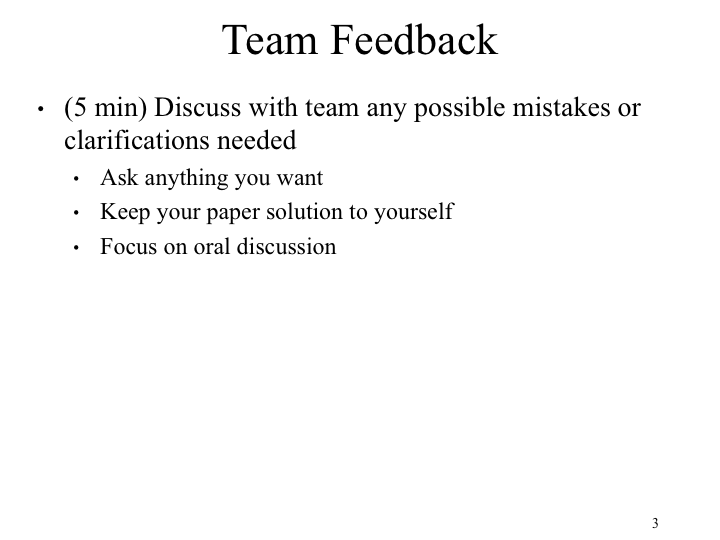 Team Feedback
• (5 min) Discuss with team any possible mistakes or
clarifications needed
• Ask anything you want
• Keep your paper solution to yourself
• Focus on oral discussion
3